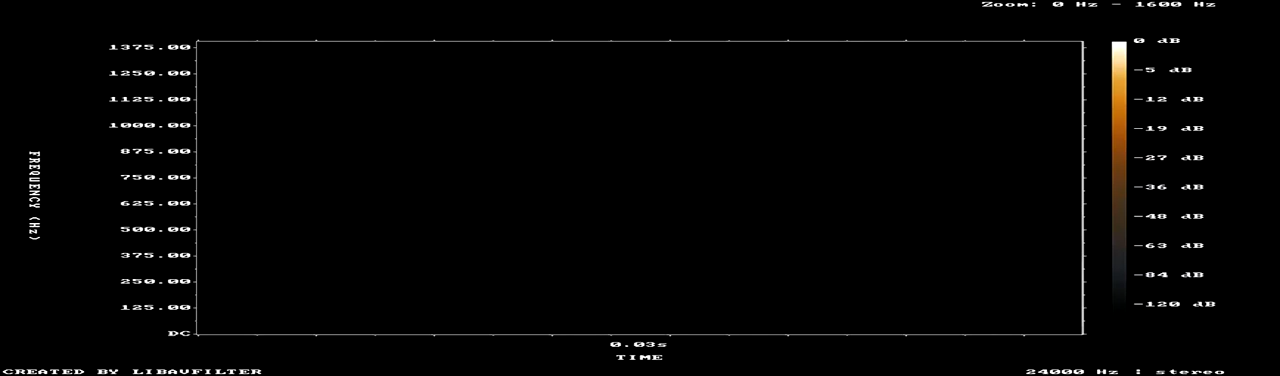 Zoom: 0 Hz - 1600 Hz
1375.00
1250.00
1125.00
1000.00
875.00
750.00
625.00
500.00
375.00
250.00
125.00
DC
FREQUENCY (Hz)
0 dB
-5 dB
-12 dB
-19 dB
-27 dB
-36 dB
-48 dB
-63 dB
-84 dB
-120 dB
0.03s
TIME
CREATED BY LIBAVFILTER
24000 Hz : stereo